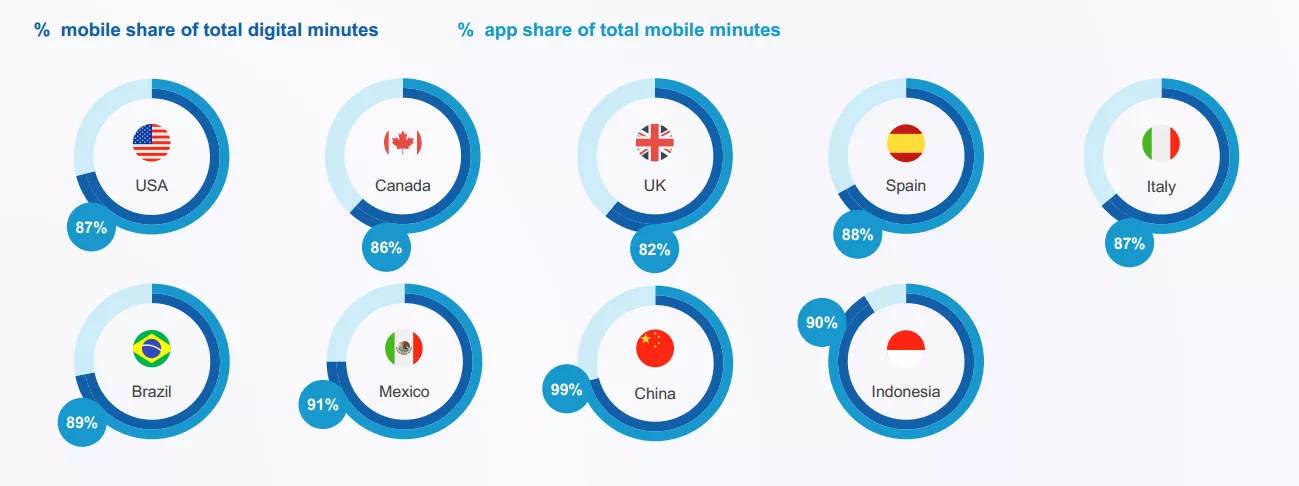 % mobile share of total digital minutes
% app share of total mobile minutes
USA
87%
Canada
86%
UK
82%
Spain
88%
Italy
87%
Brazil
89%
Mexico
91%
China
99%
Indonesia
90%